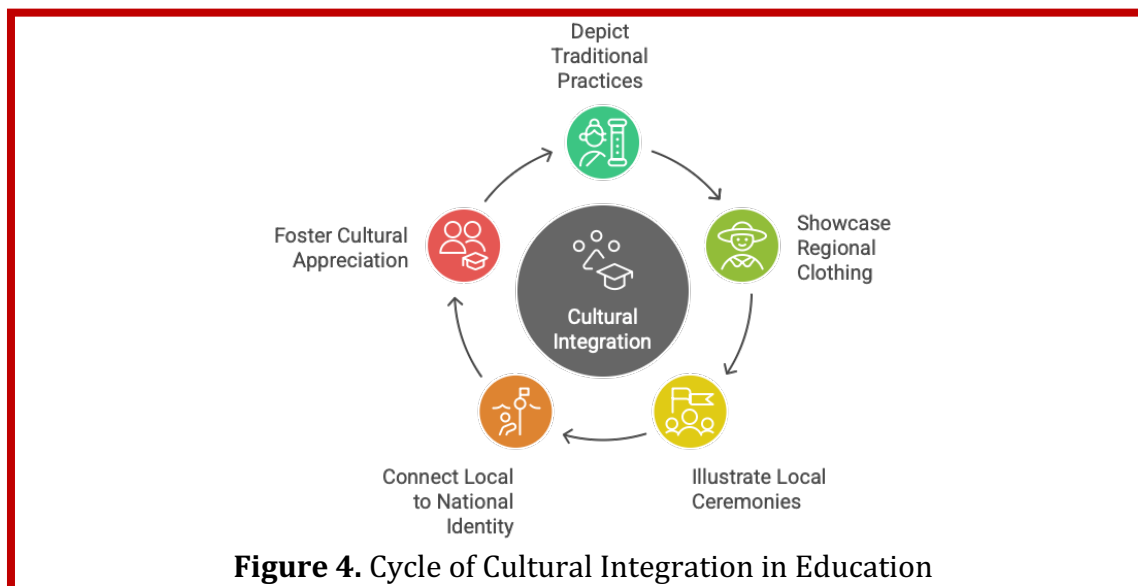 Depict
Traditional
Practices
Showcase
Regional
Clothing
Foster Cultural
Appreciation
Cultural
Integration
Connect Local
to National
Identity
Illustrate Local
Ceremonies
Figure 4. Cycle of Cultural Integration in Education